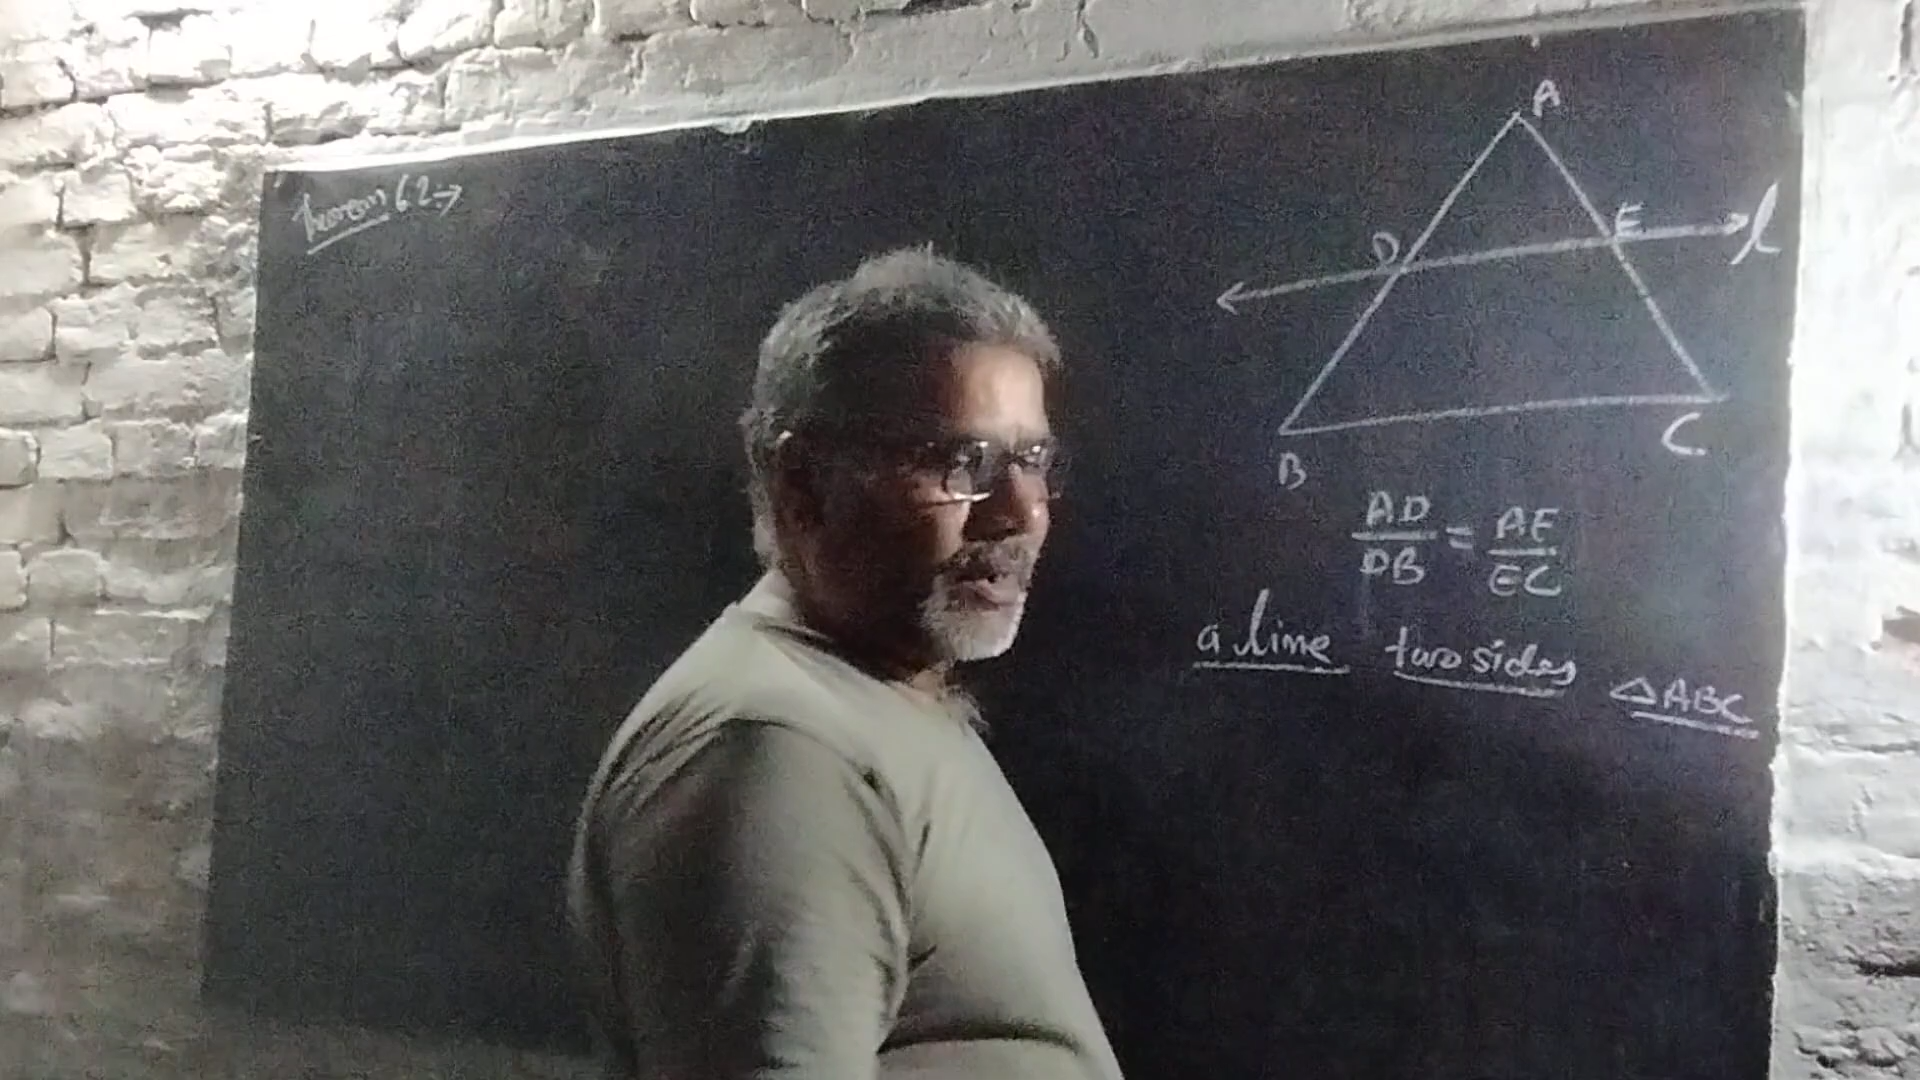 Theorem 6.2:→
A
D
E
l
B
C
AD/DB = AE/EC
a line two sides △ABC